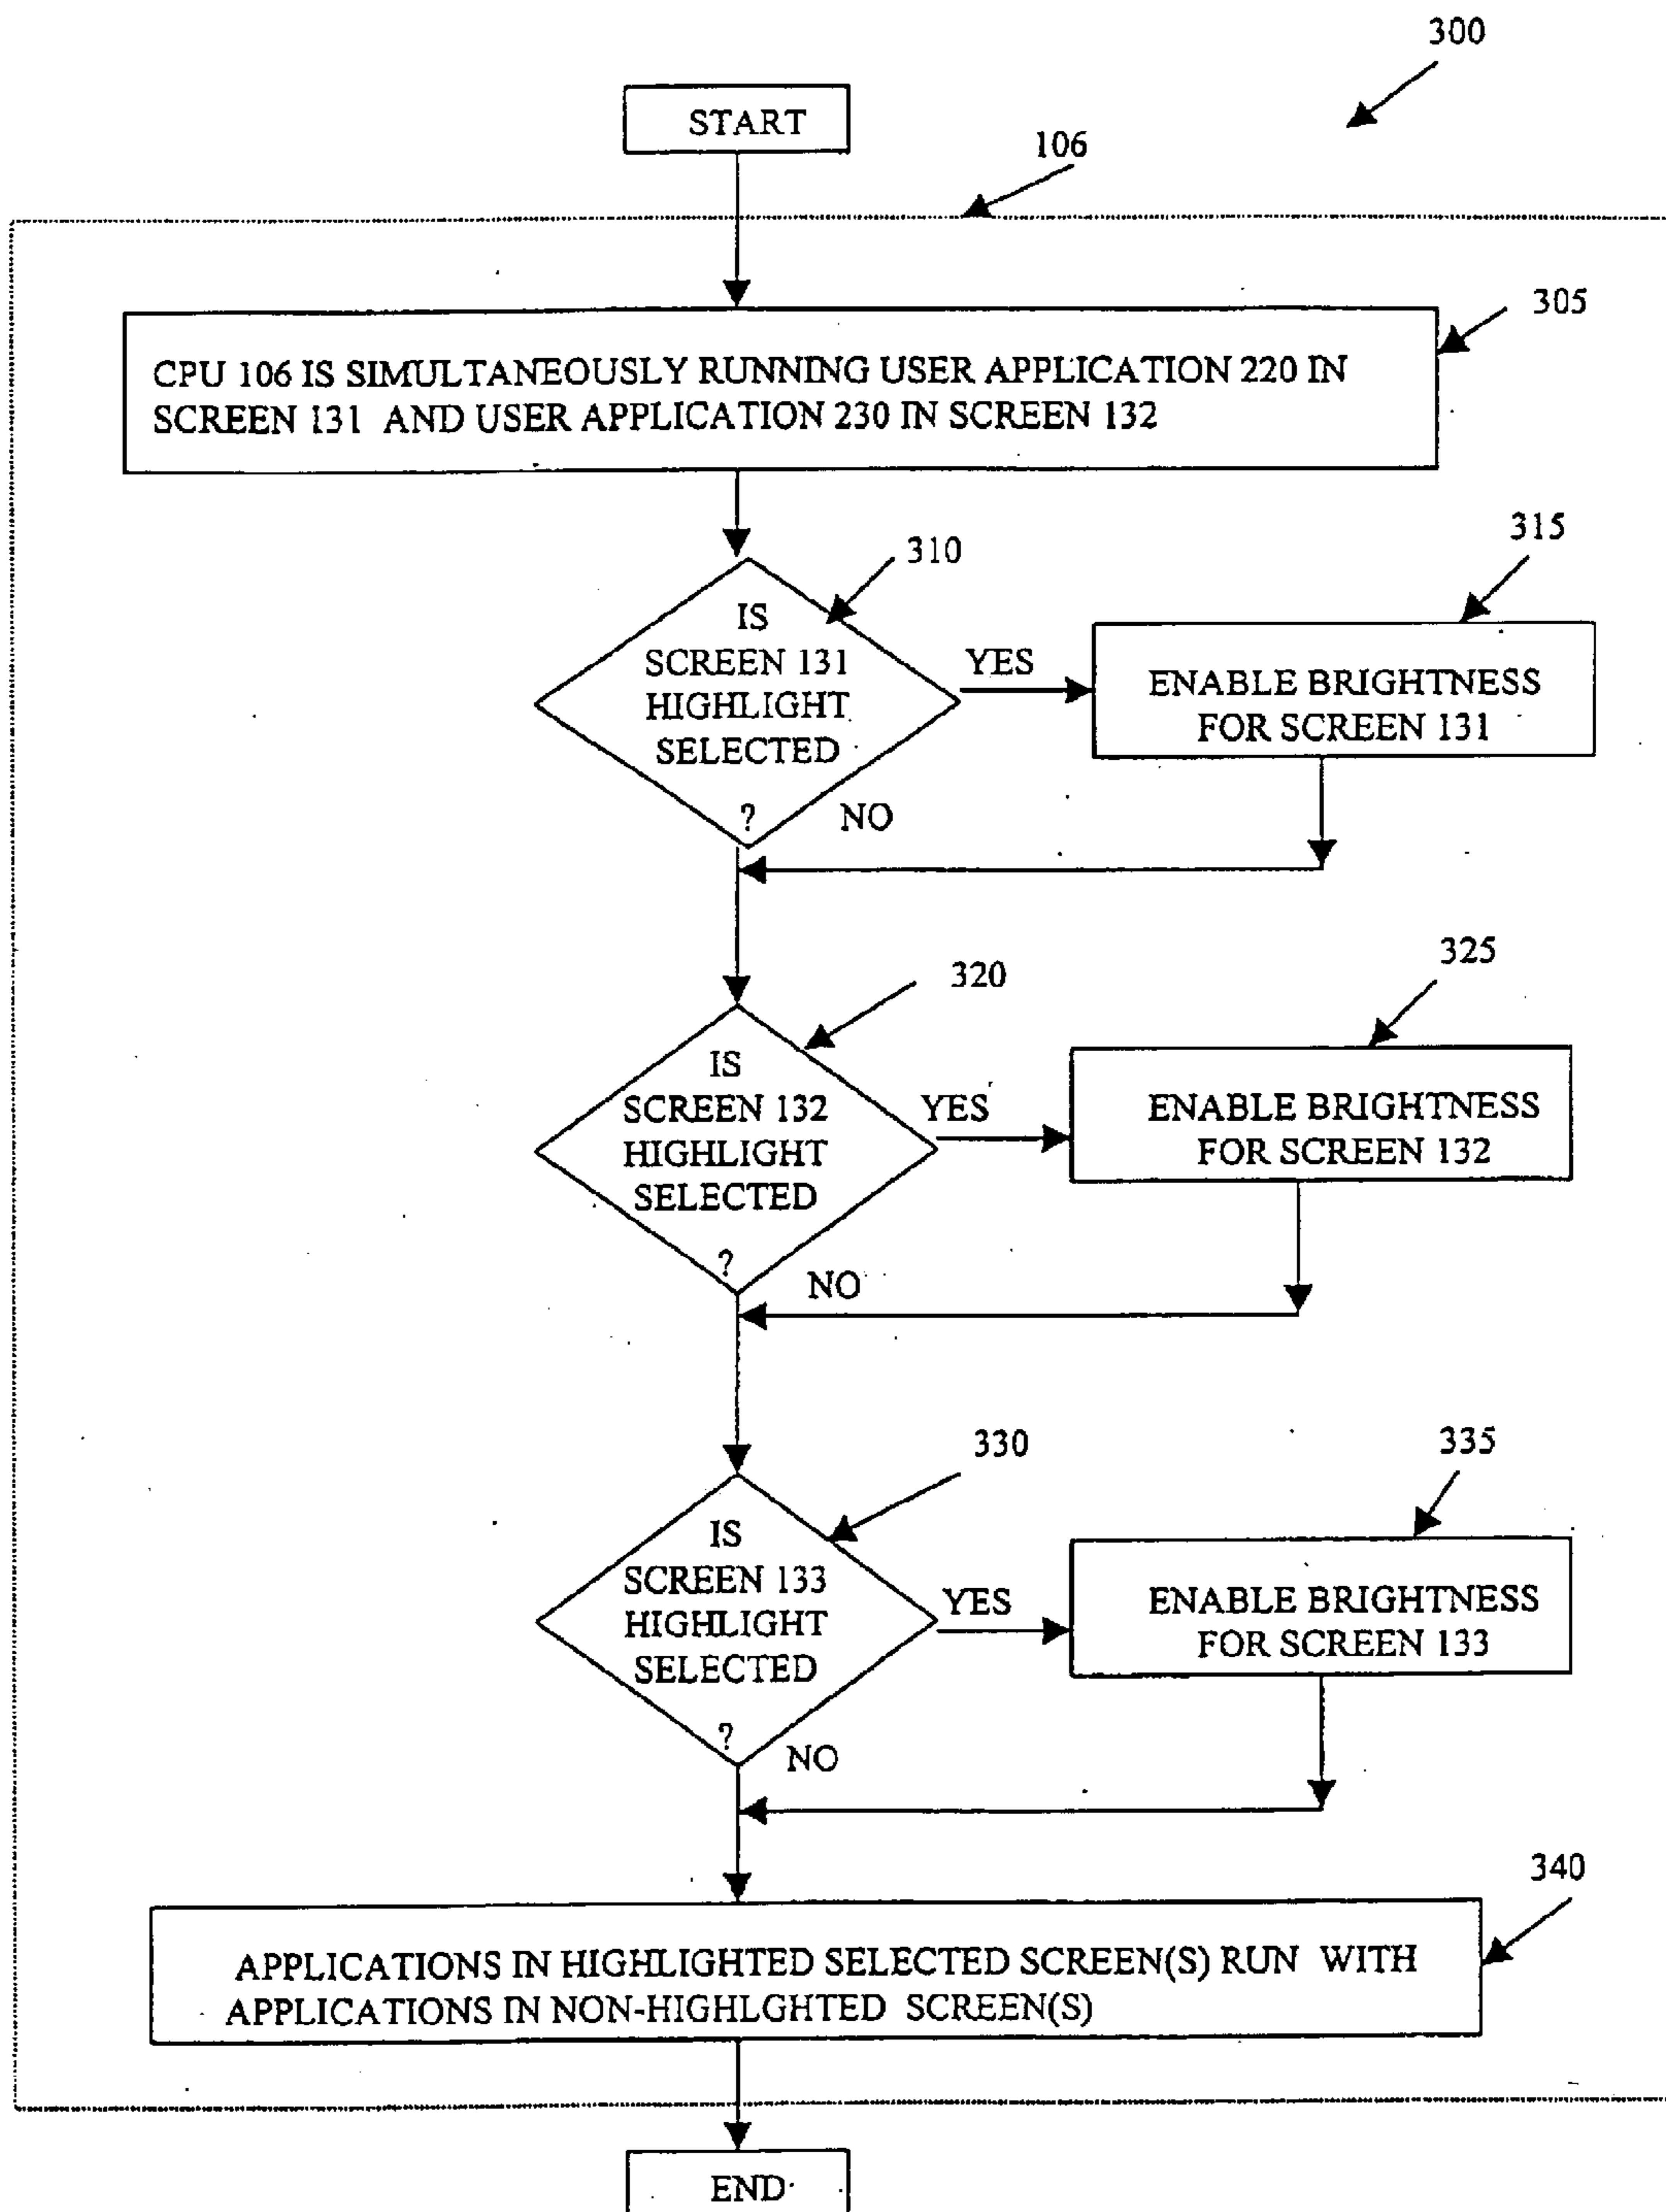 300
START
106
305
CPU 106 IS SIMULTANEOUSLY RUNNING USER APPLICATION 220 IN
SCREEN 131 AND USER APPLICATION 230 IN SCREEN 132
310
315
IS
SCREEN 131
HIGHLIGHT
SELECTED
?
YES
ENABLE BRIGHTNESS
FOR SCREEN 131
NO
320
325
IS
SCREEN 132
HIGHLIGHT
SELECTED
?
YES
ENABLE BRIGHTNESS
FOR SCREEN 132
NO
330
335
IS
SCREEN 133
HIGHLIGHT
SELECTED
?
YES
ENABLE BRIGHTNESS
FOR SCREEN 133
NO
340
APPLICATIONS IN HIGHLIGHTED SELECTED SCREEN(S) RUN WITH
APPLICATIONS IN NON-HIGHLGHTED SCREEN(S)
END